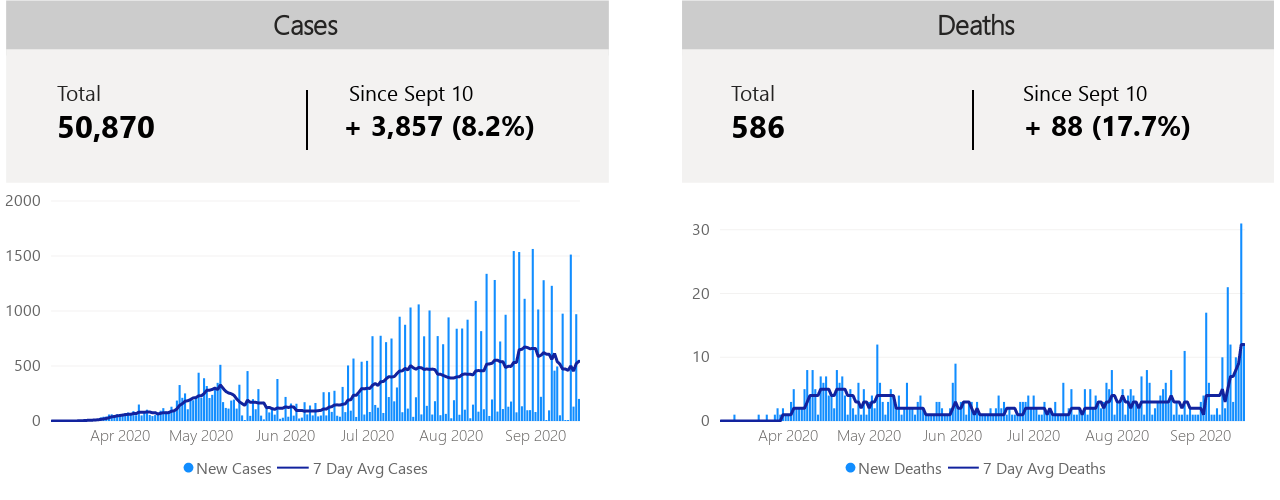 Cases
Total
50,870
Since Sept 10
+ 3,857 (8.2%)
2000
1500
1000
500
0
Apr 2020 May 2020 Jun 2020 Jul 2020 Aug 2020 Sep 2020
New Cases 7 Day Avg Cases
Deaths
Total
586
Since Sept 10
+ 88 (17.7%)
30
20
10
0
Apr 2020 May 2020 Jun 2020 Jul 2020 Aug 2020 Sep 2020
New Deaths 7 Day Avg Deaths